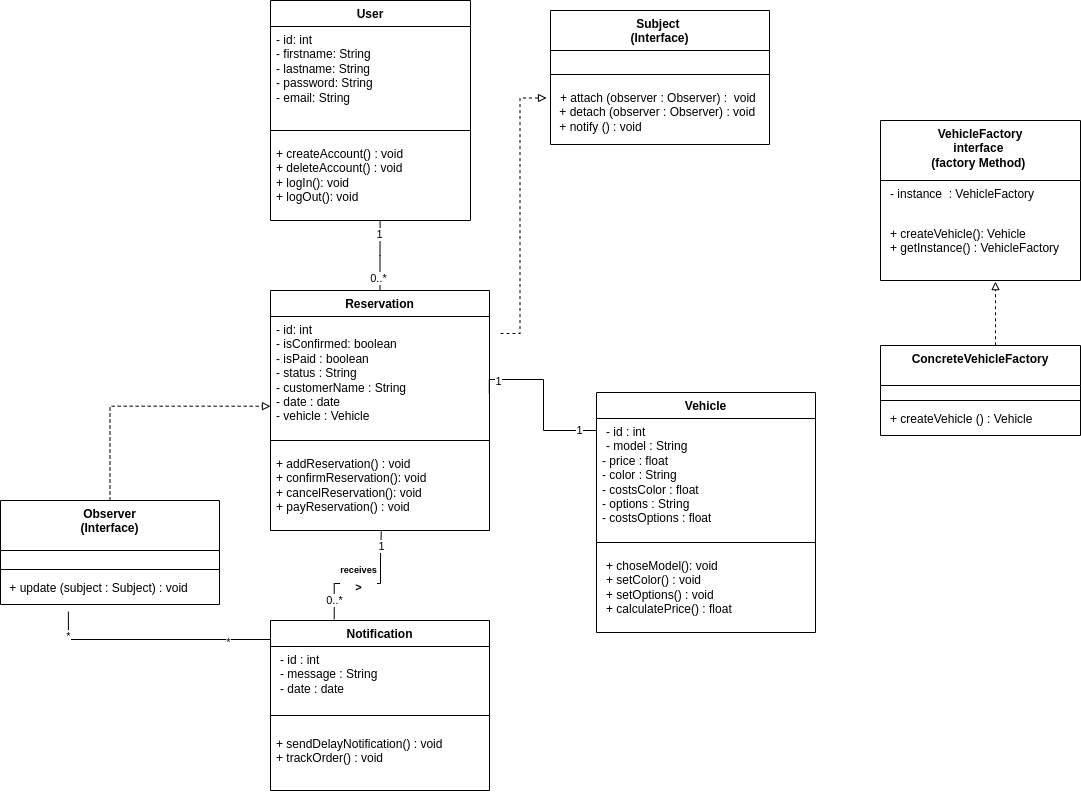 User
- id: int
- firstname: String
- lastname: String
- password: String
- email: String
+ createAccount() : void
+ deleteAccount() : void
+ logIn(): void
+ logOut(): void
1
0..*
Subject
(Interface)
+ attach (observer : Observer) :  void
+ detach (observer : Observer) : void
+ notify () : void
VehicleFactory
interface
(factory Method)
- instance  : VehicleFactory
+ createVehicle(): Vehicle
+ getInstance() : VehicleFactory
ConcreteVehicleFactory
+ createVehicle () : Vehicle
Reservation
- id: int
- isConfirmed: boolean
- isPaid : boolean
- status : String
- customerName : String
- date : date
- vehicle : Vehicle
+ addReservation() : void
+ confirmReservation(): void
+ cancelReservation(): void
+ payReservation() : void
1
1
Vehicle
- id : int
- model : String
- price : float
- color : String
- costsColor : float
- options : String
- costsOptions : float
+ choseModel(): void
+ setColor() : void
+ setOptions() : void
+ calculatePrice() : float
Observer
(Interface)
+ update (subject : Subject) : void
1
receives
>
0..*
*
*
Notification
- id : int
- message : String
- date : date
+ sendDelayNotification() : void
+ trackOrder() : void